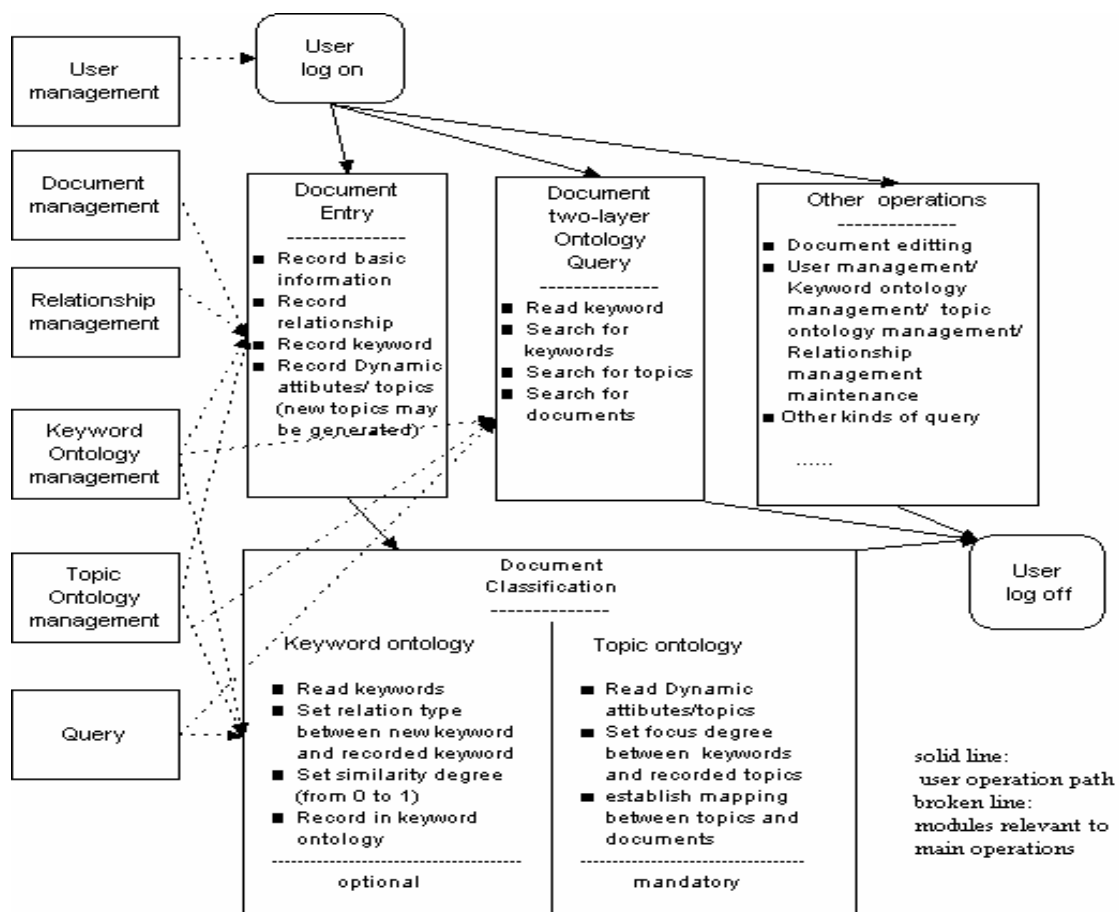 User
management
Document
management
Relationship
management
Keyword
Ontology
management
Topic
Ontology
management
Query
User
log on
Document
Entry
--------------
■ Record basic
information
■ Record
relationship
■ Record keyword
■ Record Dynamic
attibutes/ topics
(new topics may
be generated)
Document
two-layer
Ontology
Query
--------------
■ Read keyword
■ Search for
keywords
■ Search for topics
■ Search for
documents
Other operations
--------------
■ Document editting
■ User management/
Keyword ontology
management/ topic
ontology management/
Relationship
management
maintenance
■ Other kinds of query
......
Document
Classification
--------------
Keyword ontology
■ Read keywords
■ Set relation type
between new keyword
and recorded keyword
■ Set similarity degree
(from 0 to 1)
■ Record in keyword
ontology
-----------------------------
optional
Topic ontology
■ Read Dynamic
attibutes/topics
■ Set focus degree
between keywords
and recorded topics
■ establish mapping
between topics and
documents
----------------------------
mandatory
User
log off
solid line:
user operation path
broken line:
modules relevant to
main operations